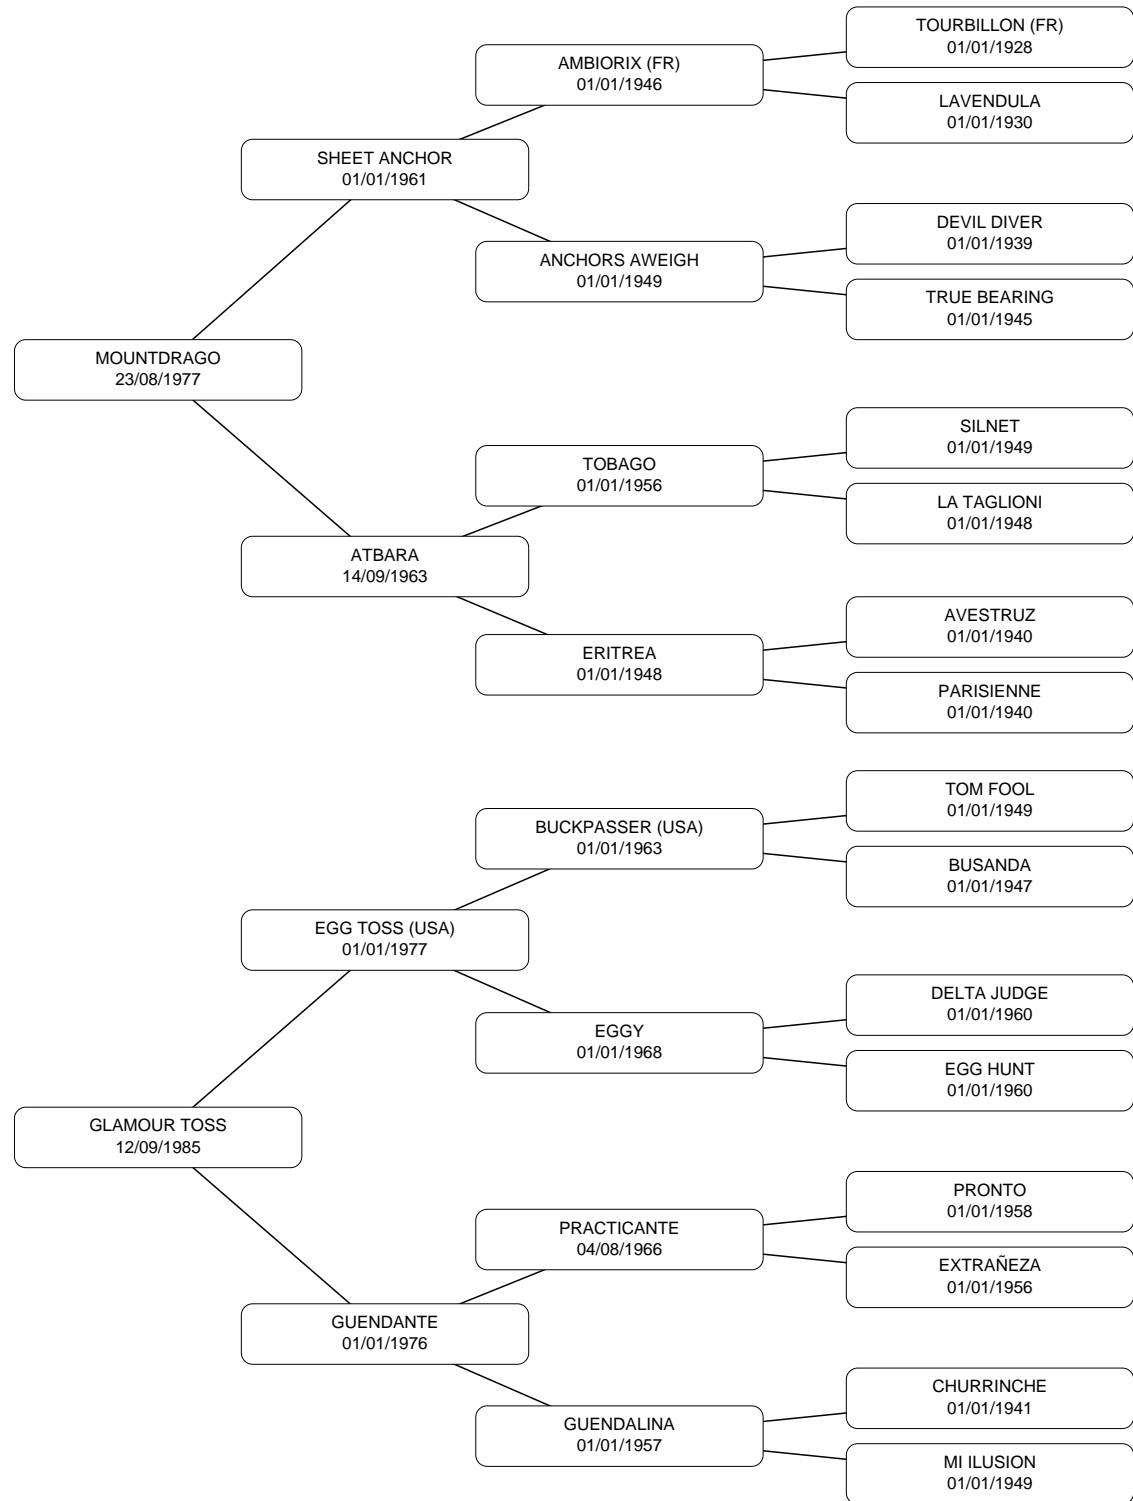 TOURBILLON (FR)
01/01/1928
AMBIORIX (FR)
01/01/1946
LAVENDULA
01/01/1930
SHEET ANCHOR
01/01/1961
DEVIL DIVER
01/01/1939
ANCHORS AWEIGH
01/01/1949
TRUE BEARING
01/01/1945
MOUNTDRAGO
23/08/1977
SILNET
01/01/1949
TOBAGO
01/01/1956
LA TAGLIONI
01/01/1948
ATBARA
14/09/1963
AVESTRUZ
01/01/1940
ERITREA
01/01/1948
PARISIENNE
01/01/1940
TOM FOOL
01/01/1949
BUCKPASSER (USA)
01/01/1963
BUSANDA
01/01/1947
EGG TOSS (USA)
01/01/1977
DELTA JUDGE
01/01/1960
EGGY
01/01/1968
EGG HUNT
01/01/1960
GLAMOUR TOSS
12/09/1985
PRONTO
01/01/1958
PRACTICANTE
04/08/1966
EXTRAÑEZA
01/01/1956
GUENDANTE
01/01/1976
CHURRINCHE
01/01/1941
GUENDALINA
01/01/1957
MI ILUSION
01/01/1949